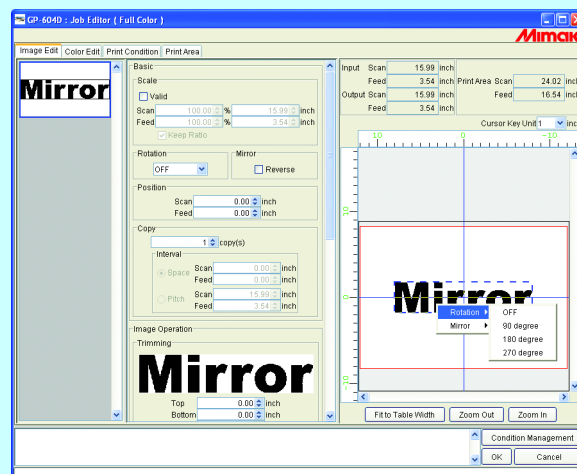 GP-604D : Job Editor ( Full Color )
Mimaki
Image Edit Color Edit Print Condition Print Area
Mirror
Basic
Scale
Valid
Scan 100.00 % 15.99 inch
Feed 100.00 % 3.54 inch
Keep Ratio
Rotation
OFF
Mirror
Reverse
Position
Scan 0.00 inch
Feed 0.00 inch
Copy
1 copy(s)
Interval
Space
Scan 0.00 inch
Feed 0.00 inch
Pitch
Scan 15.99 inch
Feed 3.54 inch
Image Operation
Trimming
Mirror
Top 0.00 inch
Bottom 0.00 inch
Input Scan 15.99 inch
Feed 3.54 inch
Output Scan 15.99 inch
Feed 3.54 inch
Print Area Scan 24.02 inch
Feed 16.54 inch
Cursor Key Unit 1 inc
10 0 -10
10
0
-10
Mirror
Rotation
Mirror
OFF
90 degree
180 degree
270 degree
Fit to Table Width Zoom Out Zoom In
Condition Management
OK Cancel